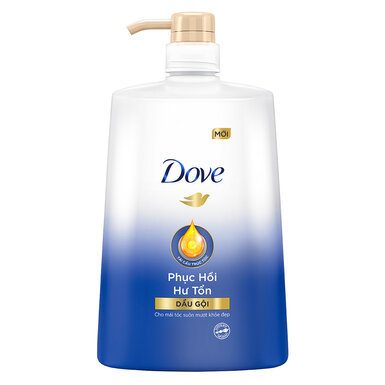 MỚI
Dove
Phục Hồi
Hư Tổn
DẦU GỘI
Cho mái tóc suôn mượt khỏe đẹp